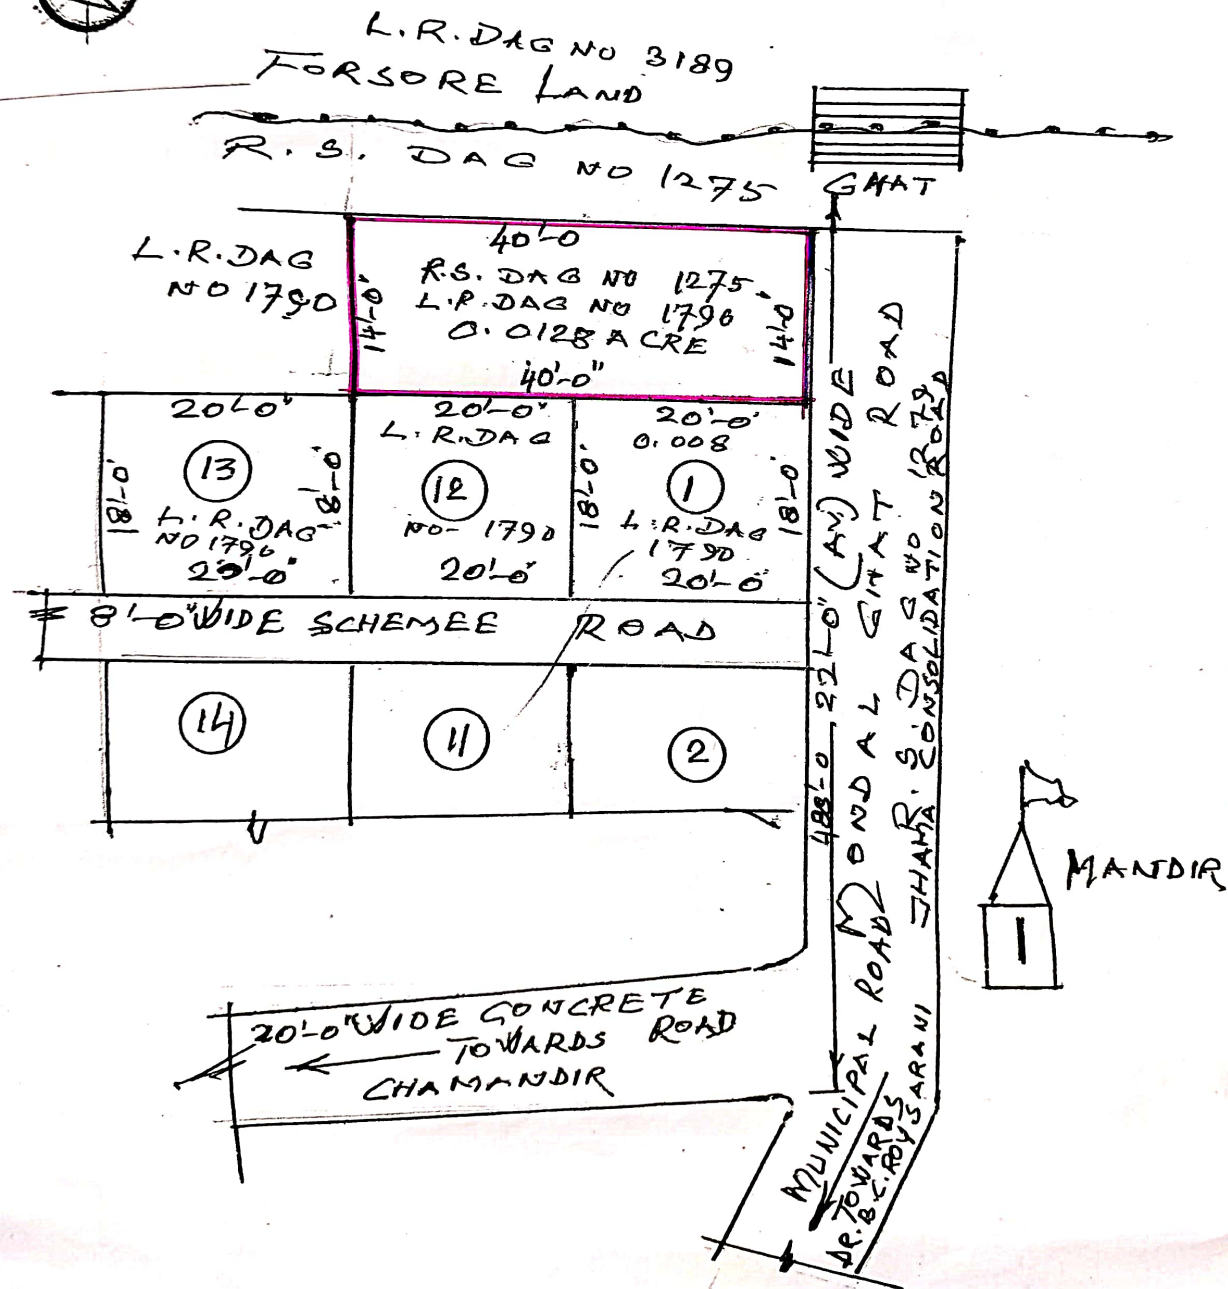 L.R. DAG NO 3189
FORSORE LAND
R.S. DAG NO 1275
GHAT
L.R. DAG
NO 1790
40'-0
R.S. DAG NO 1275
L.R. DAG NO 1790
0.0128 ACRE
14'-0"
14'-0"
40'-0"
20'-0"
13
18'-0"
18'-0"
L.R. DAG
NO 1790
20'-0"
20'-0"
L.R. DAG
12
NO- 1790
20'-0"
20'-0"
0.008
18'-0"
1
18'-0"
L.R. DAG
1790
20'-0"
8'-0" WIDE SCHEMEE ROAD
14
11
2
488'-0
22'-0" (AV.) WIDE
MUNICIPAL ROAD MONDAL GHAT ROAD
R.S. DAG NO 1279
JHAMA CONSOLIDATION ROAD
MANDIR
20'-0" WIDE CONCRETE
ROAD
TOWARDS
CHAMANDIR
TOWARDS
DR. B.C. ROY SARANI